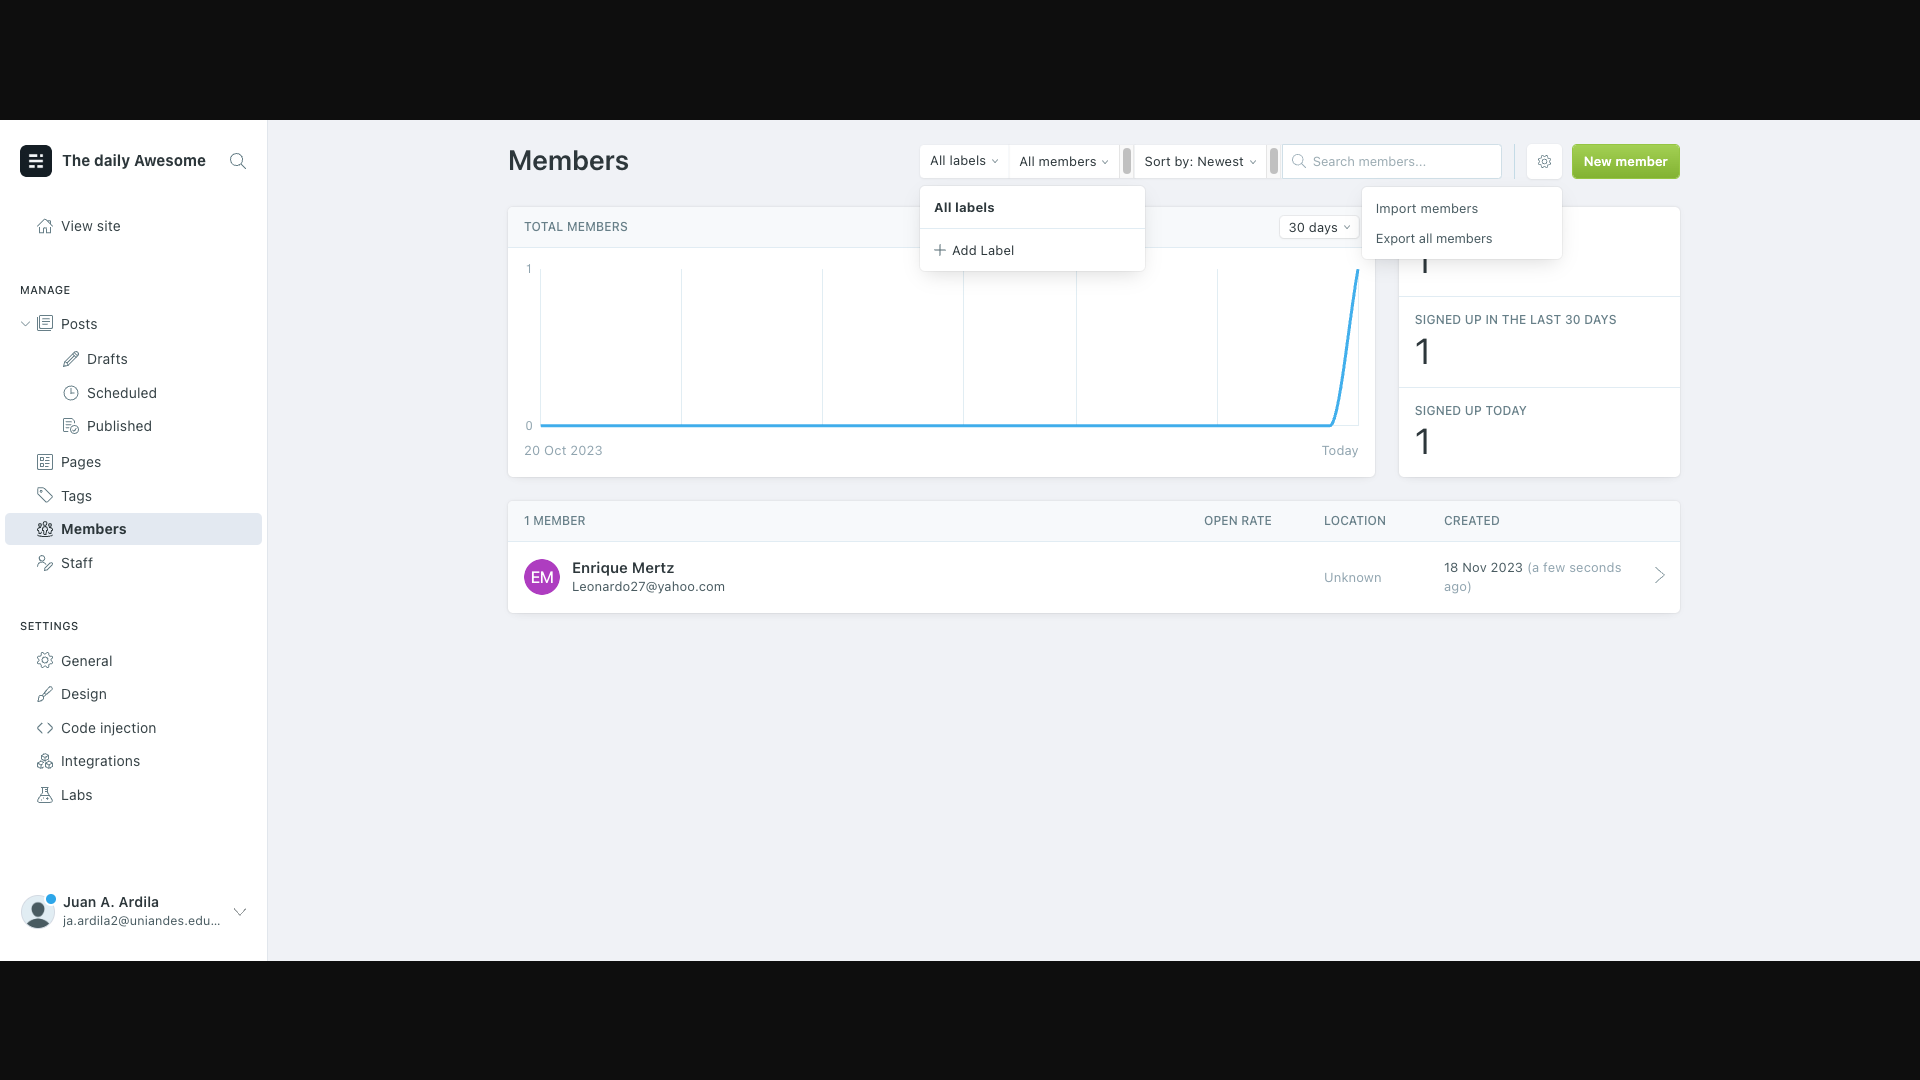 The daily Awesome
View site
MANAGE
Posts
Drafts
Scheduled
Published
Pages
Tags
Members
Staff
SETTINGS
General
Design
Code injection
Integrations
Labs
Juan A. Ardila
ja.ardila2@uniandes.edu...
Members
All labels
All members
Sort by: Newest
Search members...
New member
All labels
Add Label
Import members
Export all members
TOTAL MEMBERS
30 days
1
0
20 Oct 2023
Today
1
SIGNED UP IN THE LAST 30 DAYS
1
SIGNED UP TODAY
1
1 MEMBER
OPEN RATE
LOCATION
CREATED
EM
Enrique Mertz
Leonardo27@yahoo.com
Unknown
18 Nov 2023 (a few seconds
ago)